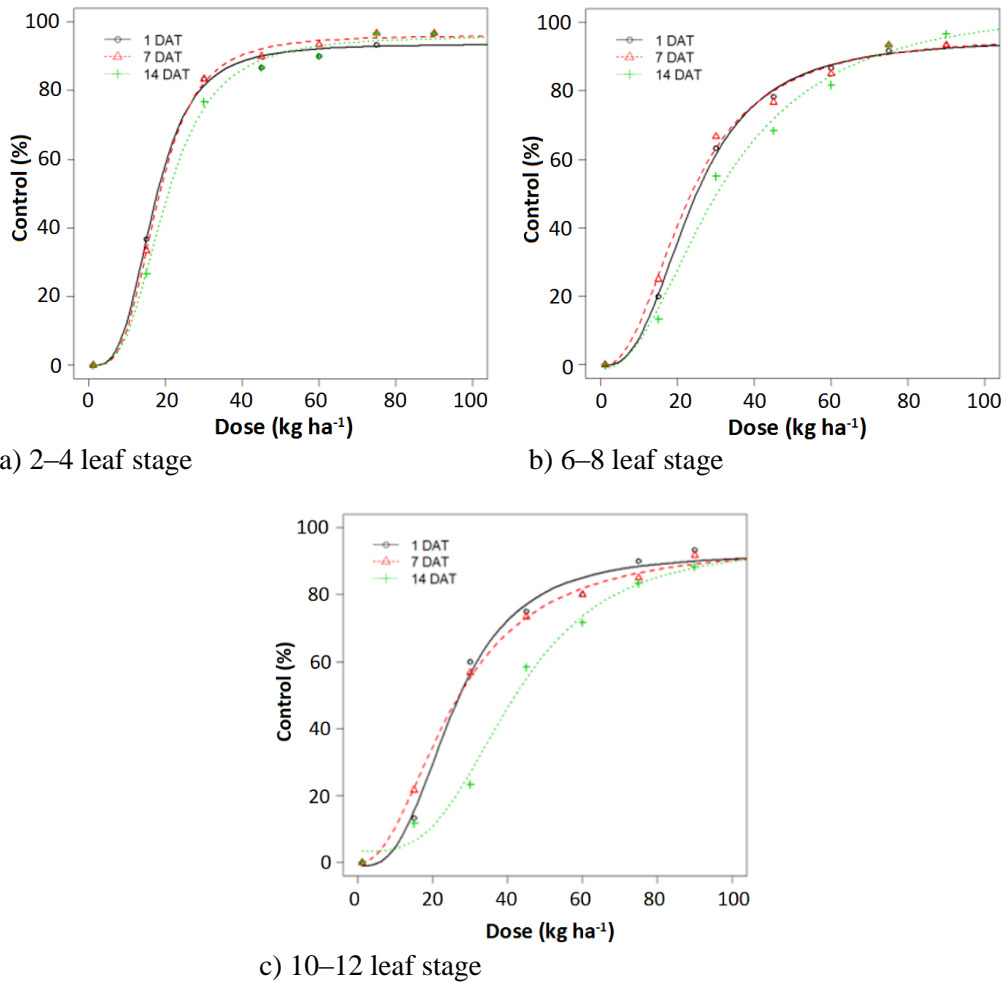 100
80
60
40
20
0
Control (%)
1 DAT
7 DAT
14 DAT
0 20 40 60 80 100
Dose (kg ha⁻¹)
a) 2–4 leaf stage
100
80
60
40
20
0
Control (%)
1 DAT
7 DAT
14 DAT
0 20 40 60 80 100
Dose (kg ha⁻¹)
b) 6–8 leaf stage
100
80
60
40
20
0
Control (%)
1 DAT
7 DAT
14 DAT
0 20 40 60 80 100
Dose (kg ha⁻¹)
c) 10–12 leaf stage